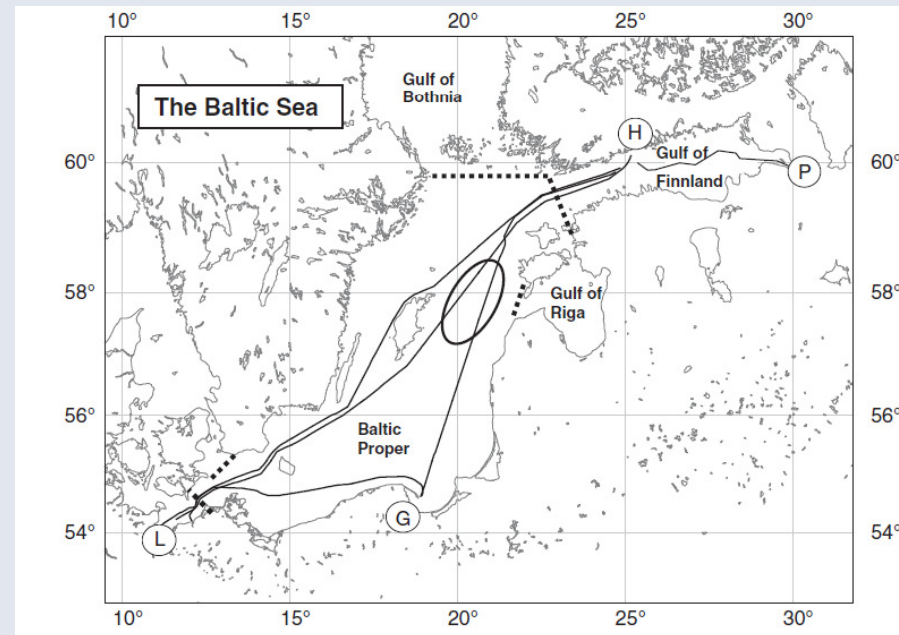 10° 15° 20° 25° 30°
The Baltic Sea
Gulf of
Bothnia
H
60° Gulf of 60°
P
Finnland
58° 58°
Gulf of
Riga
56° 56°
Baltic
Proper
54° G 54°
L
10° 15° 20° 25° 30°